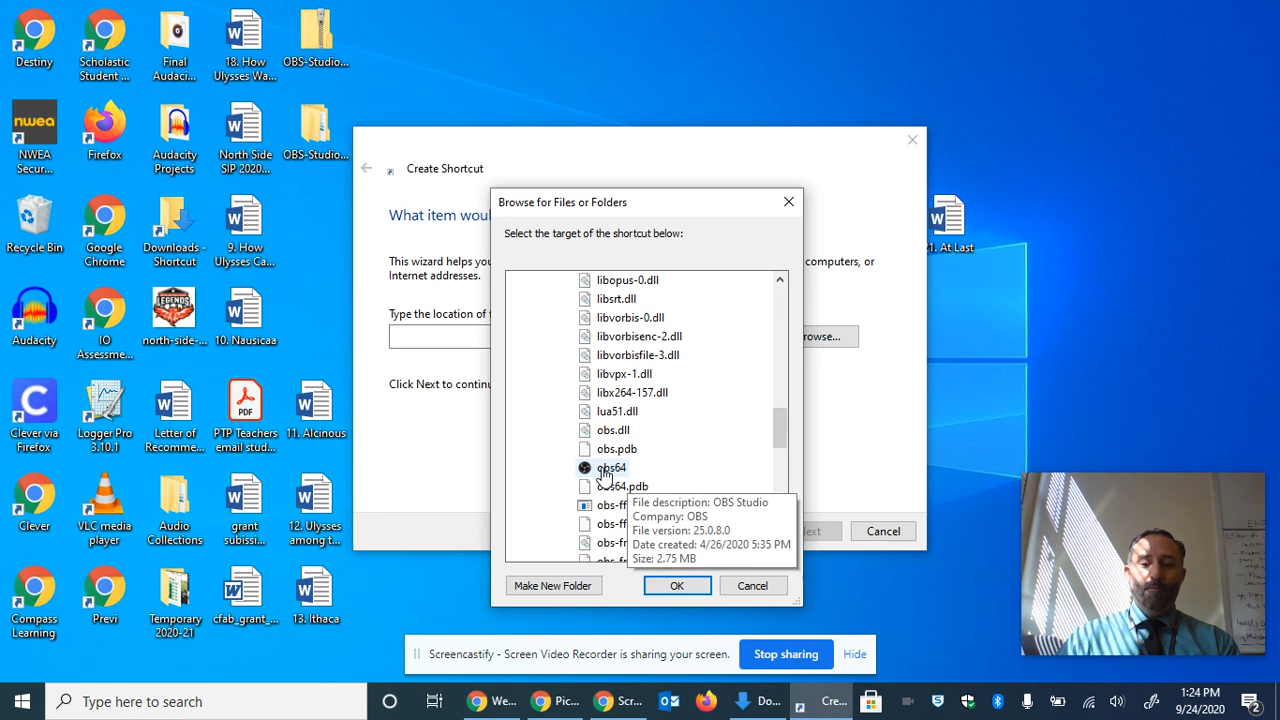 Destiny
Scholastic
Student ...
Final
Audaci...
18. How
Ulysses Wa...
OBS-Studio...
nwea
NWEA
Secur...
Firefox
Audacity
Projects
North Side
SIP 2020...
OBS-Studio...
Recycle Bin
Google
Chrome
Downloads -
Shortcut
9. How
Ulysses Ca...
21. At Last
Audacity
IO
Assessme...
LEGENDS
north-side-...
10. Nausicaa
Clever via
Firefox
Logger Pro
3.10.1
Letter of
Recomme...
PDF
PTP Teachers
email stud...
11. Alcinous
Clever
VLC media
player
Audio
Collections
grant
subissi...
12. Ulysses
among t...
Compass
Learning
Previ
Temporary
2020-21
cfab_grant_...
13. Ithaca
Create Shortcut
What item wou
This wizard helps you
computers, or
Internet addresses.
Type the location of t
rowse...
Click Next to continu
ext
Cancel
Browse for Files or Folders
Select the target of the shortcut below:
libopus-0.dll
libsrt.dll
libvorbis-0.dll
libvorbisenc-2.dll
libvorbisfile-3.dll
libvpx-1.dll
libx264-157.dll
lua51.dll
obs.dll
obs.pdb
obs64
obs64.pdb
obs-ff
obs-ff
obs-fr
File description: OBS Studio
Company: OBS
File version: 25.0.8.0
Date created: 4/26/2020 5:35 PM
Size: 2.75 MB
Make New Folder
OK
Cancel
Screencastify - Screen Video Recorder is sharing your screen.
Stop sharing
Hide
Type here to search
We...
Pic...
Scr...
Do...
Cre...
1:24 PM
9/24/2020
2